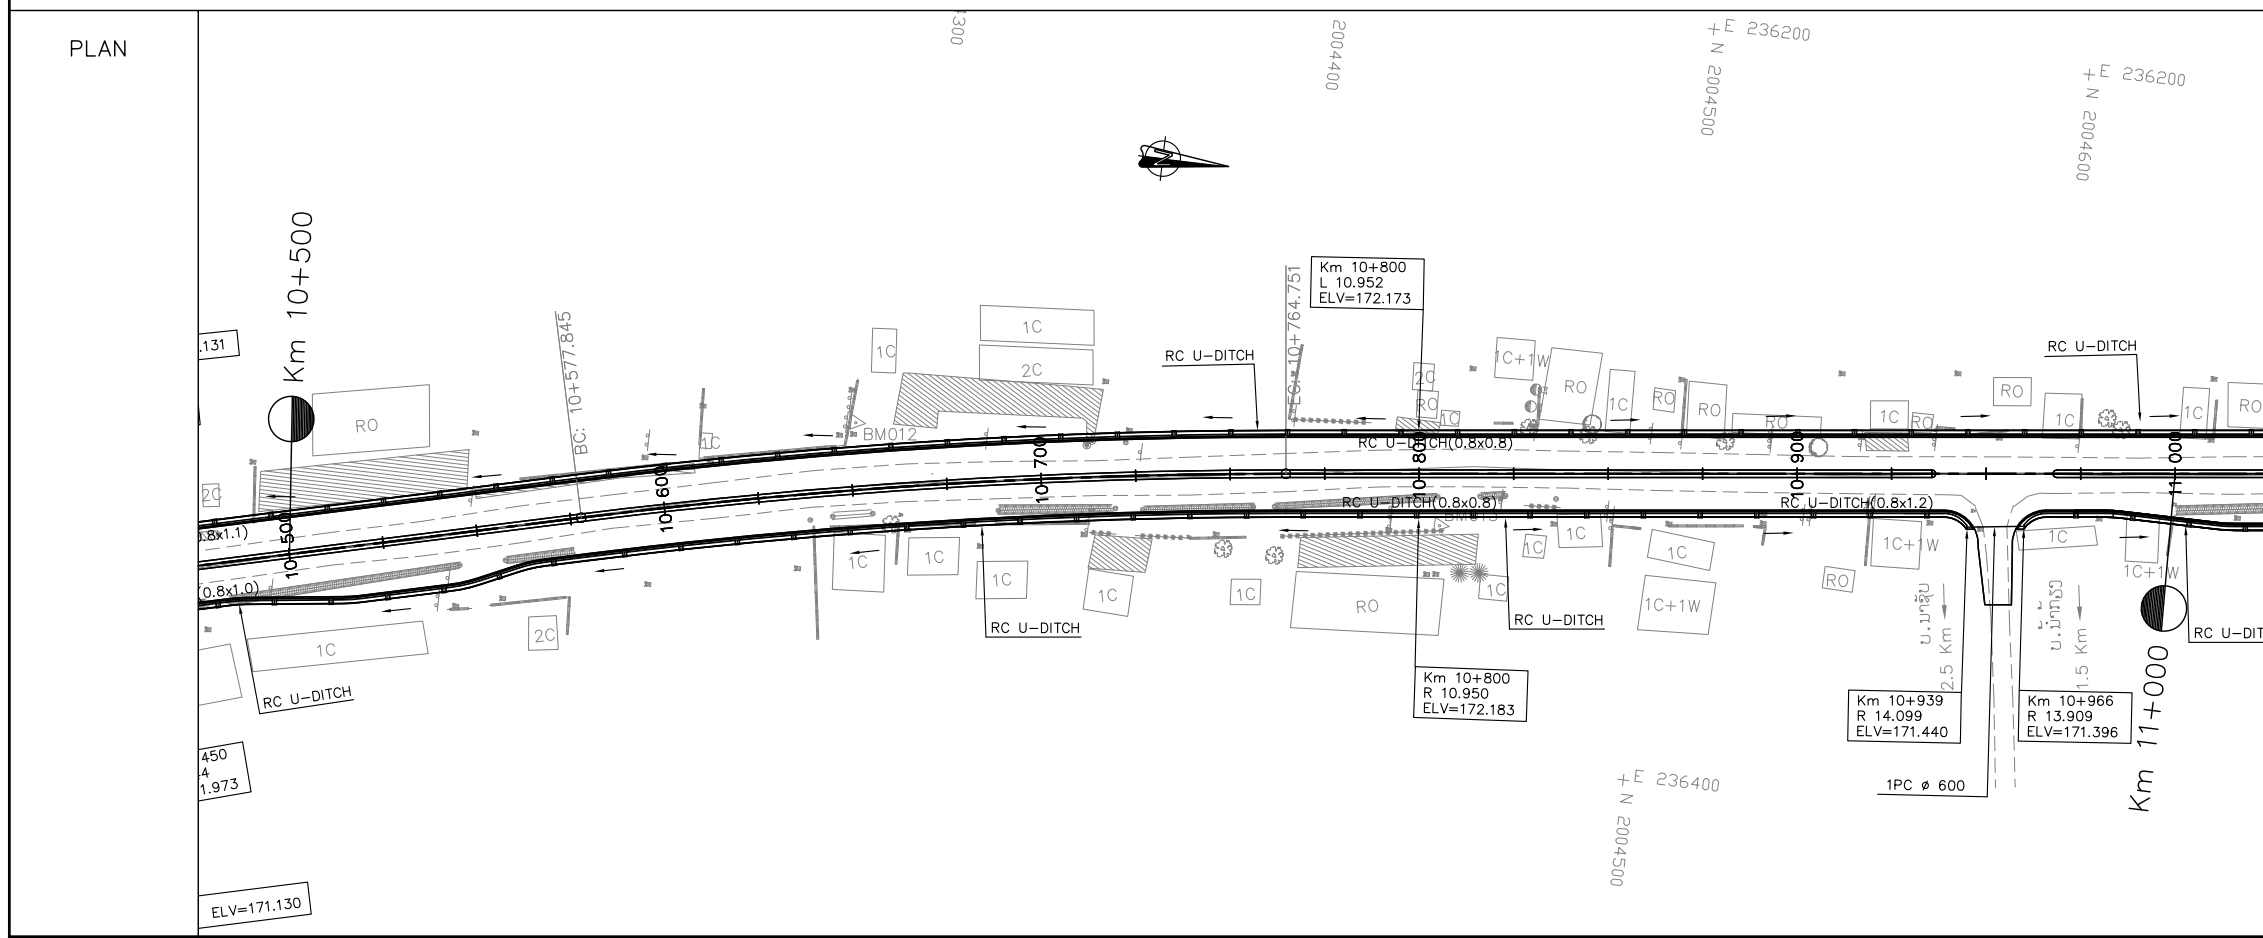 PLAN
300
2004400
E 236200
N 2004500
E 236200
N 2004600
N
Km 10+500
.131
BC: 10+577.845
EC: 10+764.751
Km 10+800
L 10.952
ELV=172.173
RC U-DITCH
RC U-DITCH
1C
1C
2C
2C
1C+1W
RO
1C
RO
RO
RO
1C
RO
RO
1C
1C
RO
RO
RO
1C
2C
1C
BM012
RC U-DITCH(0.8x0.8)
10+500
10+600
10+700
10+800
10+900
11+000
0.8x1.1)
(0.8x1.0)
RC U-DITCH(0.8x0.8)
RC U-DITCH(0.8x1.2)
1C
1C
1C
1C
1C
RO
1C
1C
1C
1C
1C+1W
1C+1W
RO
1C
1C+1W
2C
1C
2.5 Km
1.5 Km
RC U-DITCH
RC U-DITCH
RC U-DITCH
RC U-DIT
Km 10+800
R 10.950
ELV=172.183
Km 10+939
R 14.099
ELV=171.440
Km 10+966
R 13.909
ELV=171.396
Km 11+000
450
1.973
1PC ø 600
E 236400
N 2004500
ELV=171.130